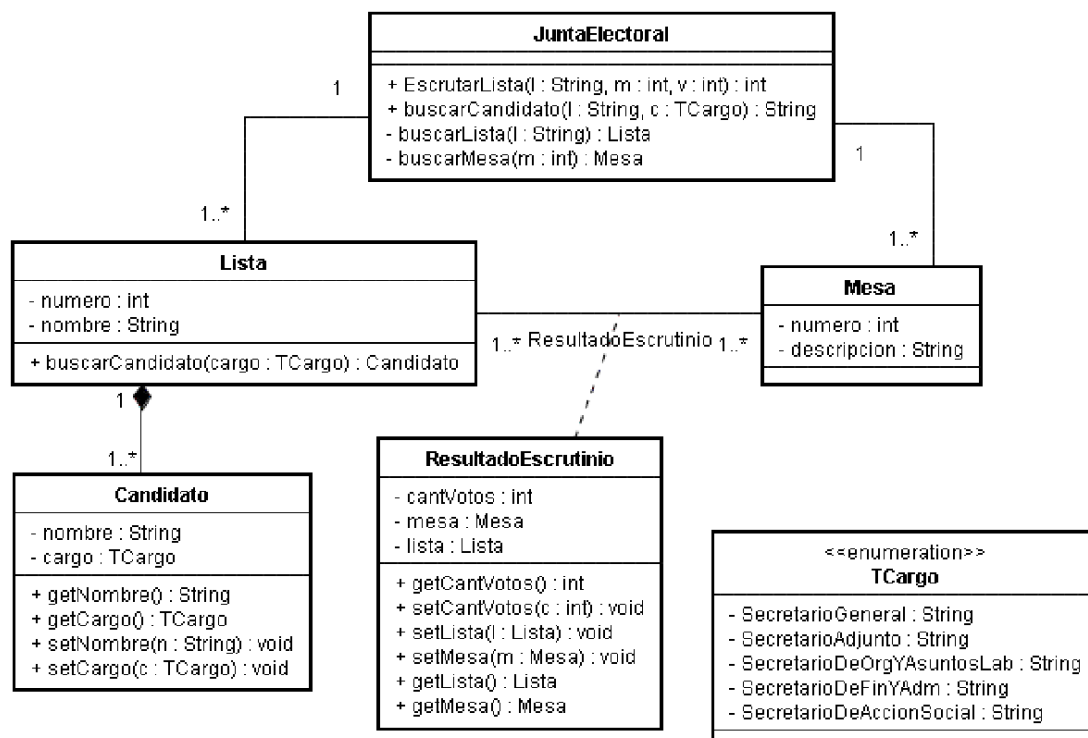 JuntaElectoral
+ EscrutarLista(l : String, m : int, v : int) : int
+ buscarCandidato(l : String, c : TCargo) : String
- buscarLista(l : String) : Lista
- buscarMesa(m : int) : Mesa
1
1
1..*
1..*
Lista
- numero : int
- nombre : String
+ buscarCandidato(cargo : TCargo) : Candidato
Mesa
- numero : int
- descripcion : String
1..* ResultadoEscrutinio 1..*
1
1..*
Candidato
- nombre : String
- cargo : TCargo
+ getNombre() : String
+ getCargo() : TCargo
+ setNombre(n : String) : void
+ setCargo(c : TCargo) : void
ResultadoEscrutinio
- cantVotos : int
- mesa : Mesa
- lista : Lista
+ getCantVotos() : int
+ setCantVotos(c : int) : void
+ setLista(l : Lista) : void
+ setMesa(m : Mesa) : void
+ getLista() : Lista
+ getMesa() : Mesa
<<enumeration>>
TCargo
- SecretarioGeneral : String
- SecretarioAdjunto : String
- SecretarioDeOrgYAsuntosLab : String
- SecretarioDeFinYAdm : String
- SecretarioDeAccionSocial : String